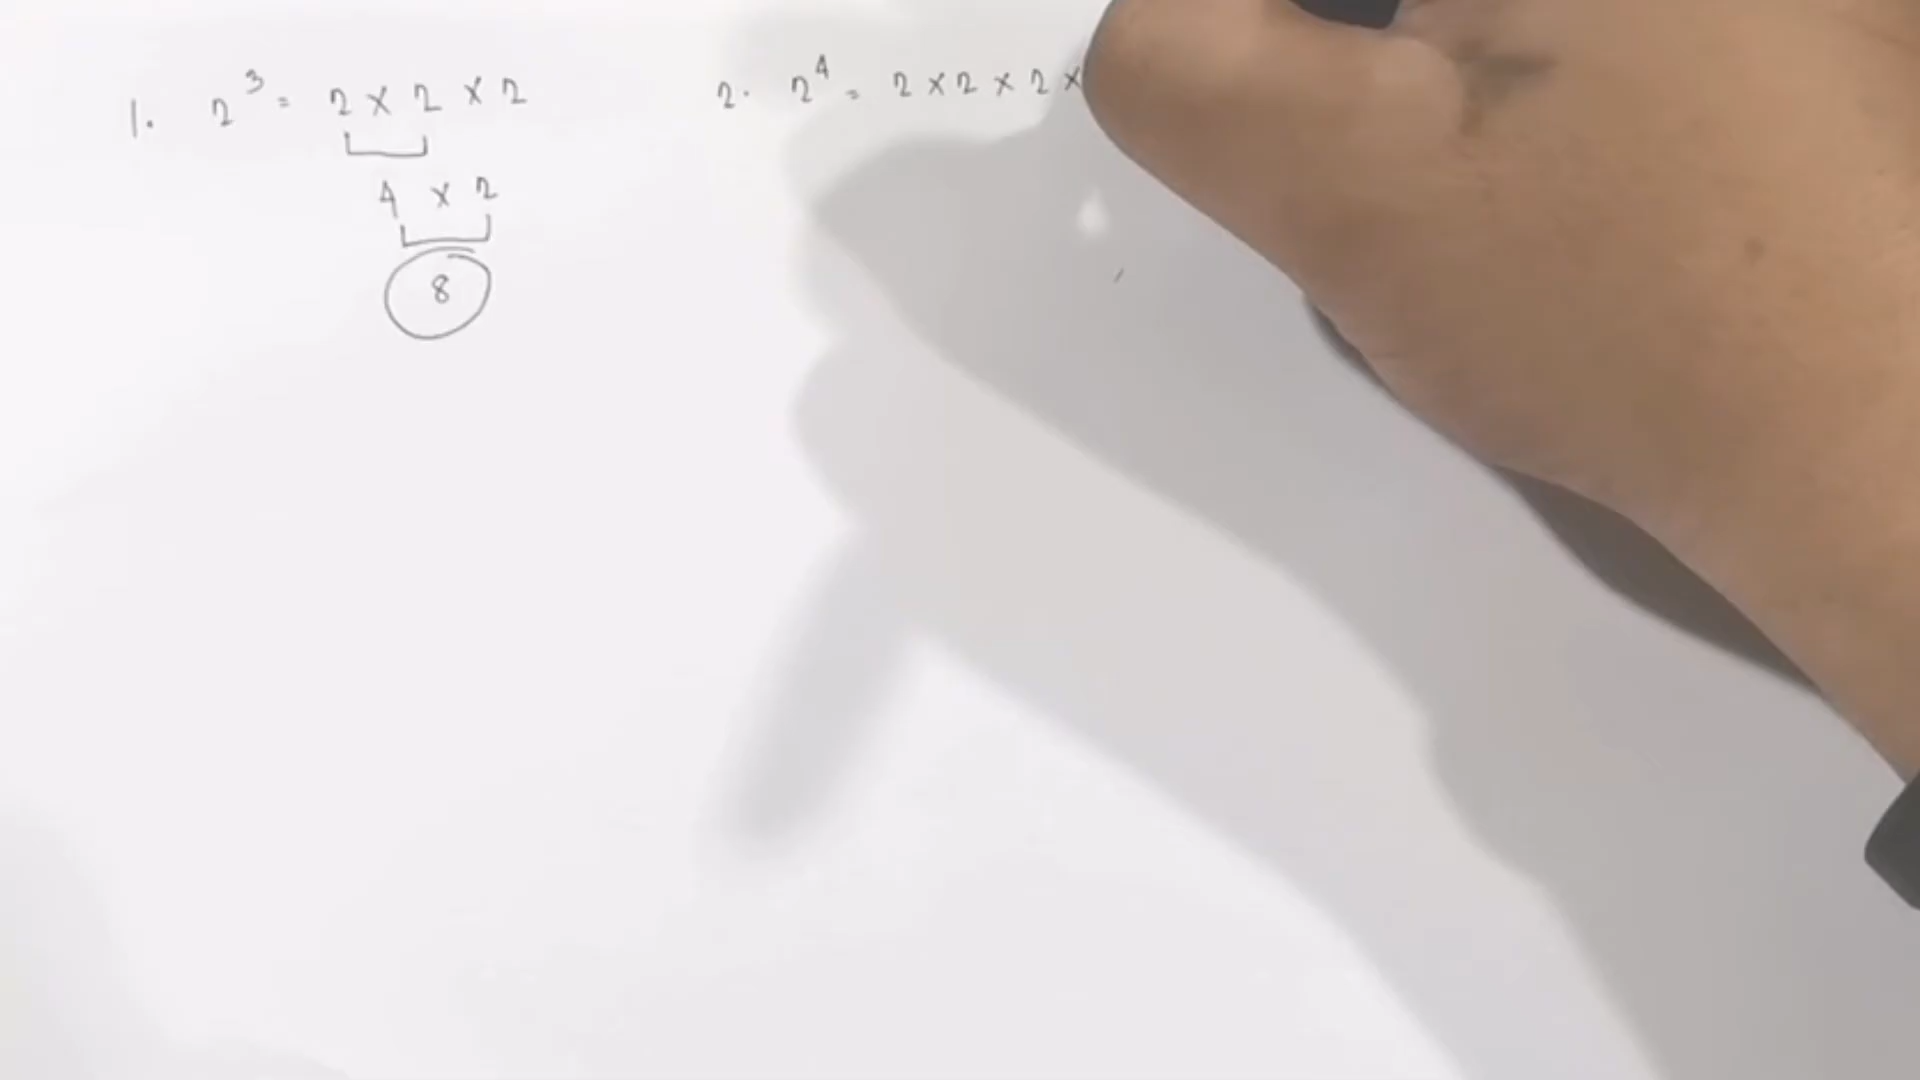 1. 2³ = 2 × 2 × 2
4 × 2
8
2. 2⁴ = 2 × 2 × 2 ×